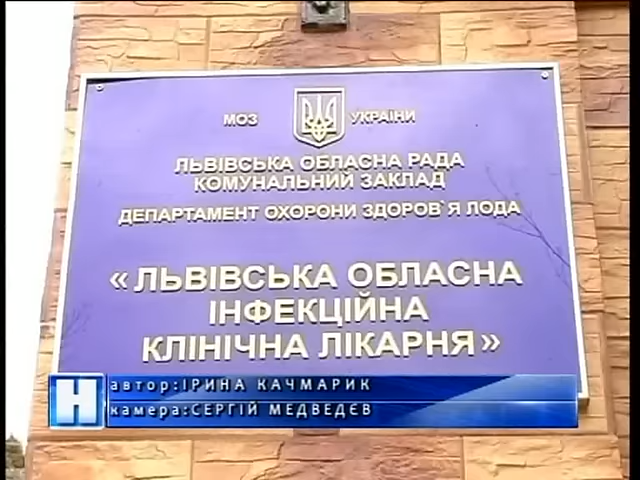 МОЗ УКРАЇНИ
ЛЬВІВСЬКА ОБЛАСНА РАДА
КОМУНАЛЬНИЙ ЗАКЛАД
ДЕПАРТАМЕНТ ОХОРОНИ ЗДОРОВ`Я ЛОДА
«ЛЬВІВСЬКА ОБЛАСНА
ІНФЕКЦІЙНА
КЛІНІЧНА ЛІКАРНЯ»
Н
автор:ІРИНА КАЧМАРИК
камера:СЕРГІЙ МЕДВЕДЄВ